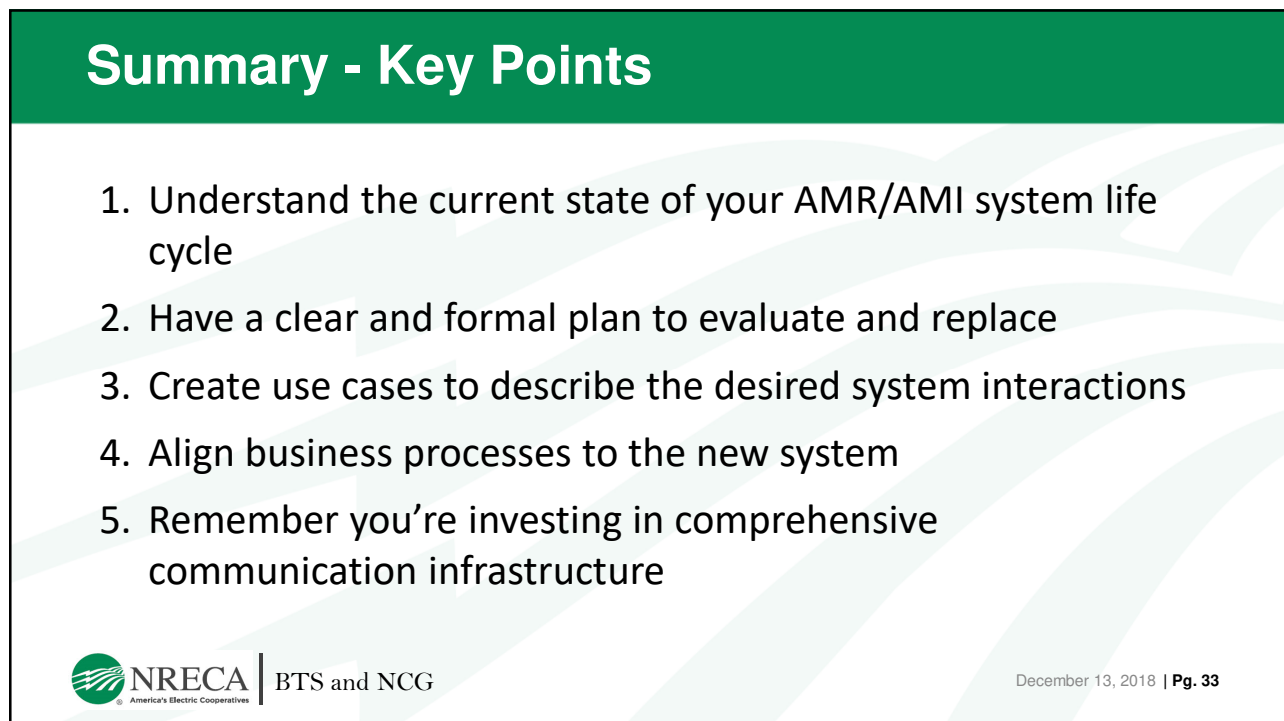 Summary - Key Points
1. Understand the current state of your AMR/AMI system life
cycle
2. Have a clear and formal plan to evaluate and replace
3. Create use cases to describe the desired system interactions
4. Align business processes to the new system
5. Remember you’re investing in comprehensive
communication infrastructure
NRECA
America's Electric Cooperatives
®
BTS and NCG
December 13, 2018 | Pg. 33